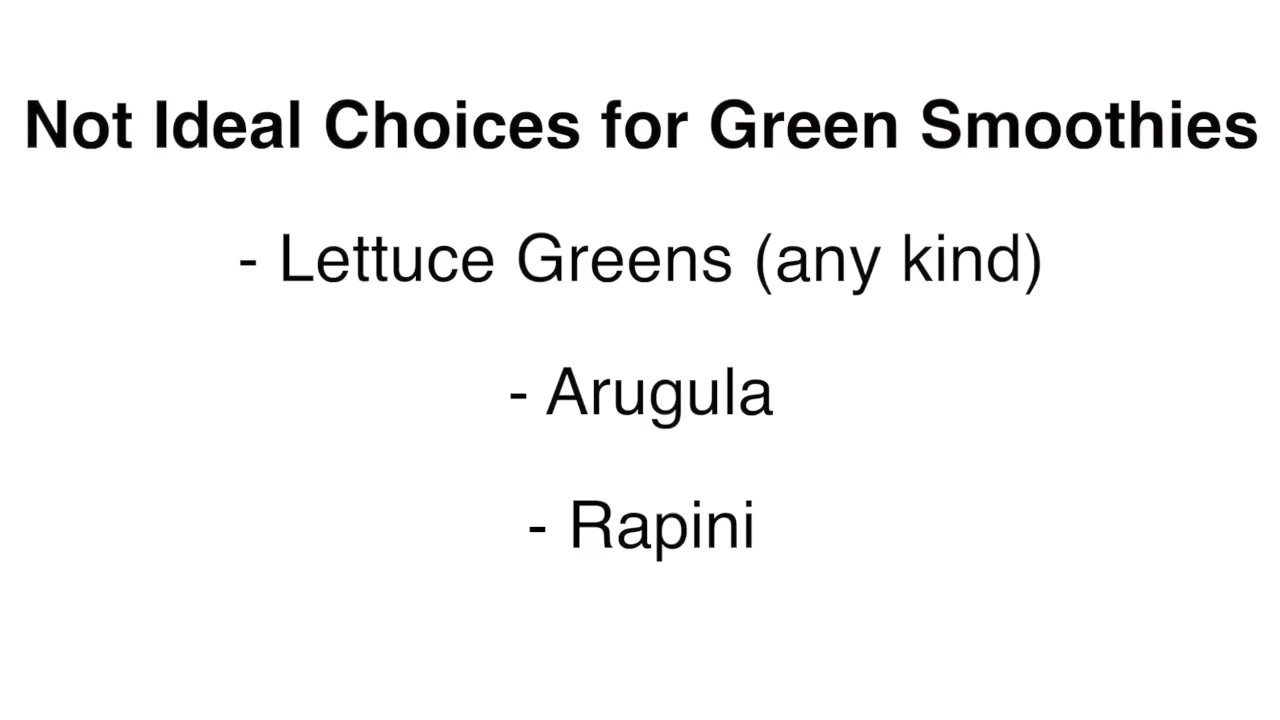 Not Ideal Choices for Green Smoothies
- Lettuce Greens (any kind)
- Arugula
- Rapini